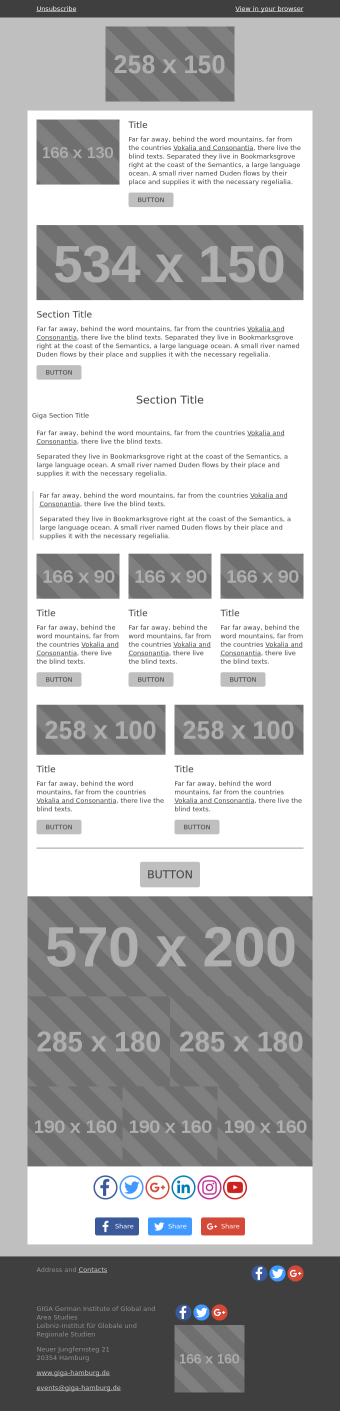 Unsubscribe
View in your browser
258 x 150
166 x 130
Title
Far far away, behind the word mountains, far from
the countries Vokalia and Consonantia, there live the
blind texts. Separated they live in Bookmarksgrove
right at the coast of the Semantics, a large language
ocean. A small river named Duden flows by their
place and supplies it with the necessary regelialia.
BUTTON
534 x 150
Section Title
Far far away, behind the word mountains, far from the countries Vokalia and
Consonantia, there live the blind texts. Separated they live in Bookmarksgrove
right at the coast of the Semantics, a large language ocean. A small river named
Duden flows by their place and supplies it with the necessary regelialia.
BUTTON
Section Title
Giga Section Title
Far far away, behind the word mountains, far from the countries Vokalia and
Consonantia, there live the blind texts.
Separated they live in Bookmarksgrove right at the coast of the Semantics, a
large language ocean. A small river named Duden flows by their place and
supplies it with the necessary regelialia.
Far far away, behind the word mountains, far from the countries Vokalia and
Consonantia, there live the blind texts.
Separated they live in Bookmarksgrove right at the coast of the Semantics, a
large language ocean. A small river named Duden flows by their place and
supplies it with the necessary regelialia.
166 x 90
166 x 90
166 x 90
Title
Far far away, behind the
word mountains, far from
the countries Vokalia and
Consonantia, there live
the blind texts.
BUTTON
Title
Far far away, behind the
word mountains, far from
the countries Vokalia and
Consonantia, there live
the blind texts.
BUTTON
Title
Far far away, behind the
word mountains, far from
the countries Vokalia and
Consonantia, there live
the blind texts.
BUTTON
258 x 100
258 x 100
Title
Far far away, behind the word
mountains, far from the countries
Vokalia and Consonantia, there live the
blind texts.
BUTTON
Title
Far far away, behind the word
mountains, far from the countries
Vokalia and Consonantia, there live the
blind texts.
BUTTON
BUTTON
570 x 200
285 x 180
285 x 180
190 x 160
190 x 160
190 x 160
Share
Share
Share
Address and Contacts
GIGA German Institute of Global and
Area Studies
Leibniz-Institut für Globale und
Regionale Studien
Neuer Jungfernsteg 21
20354 Hamburg
www.giga-hamburg.de
events@giga-hamburg.de
166 x 160